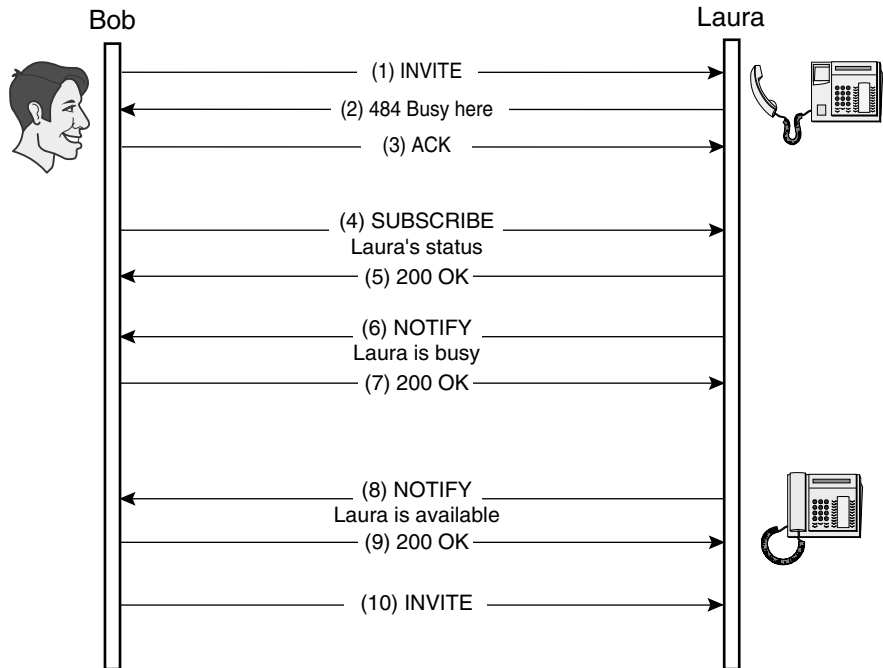 Bob
Laura
(1) INVITE
(2) 484 Busy here
(3) ACK
(4) SUBSCRIBE
Laura's status
(5) 200 OK
(6) NOTIFY
Laura is busy
(7) 200 OK
(8) NOTIFY
Laura is available
(9) 200 OK
(10) INVITE